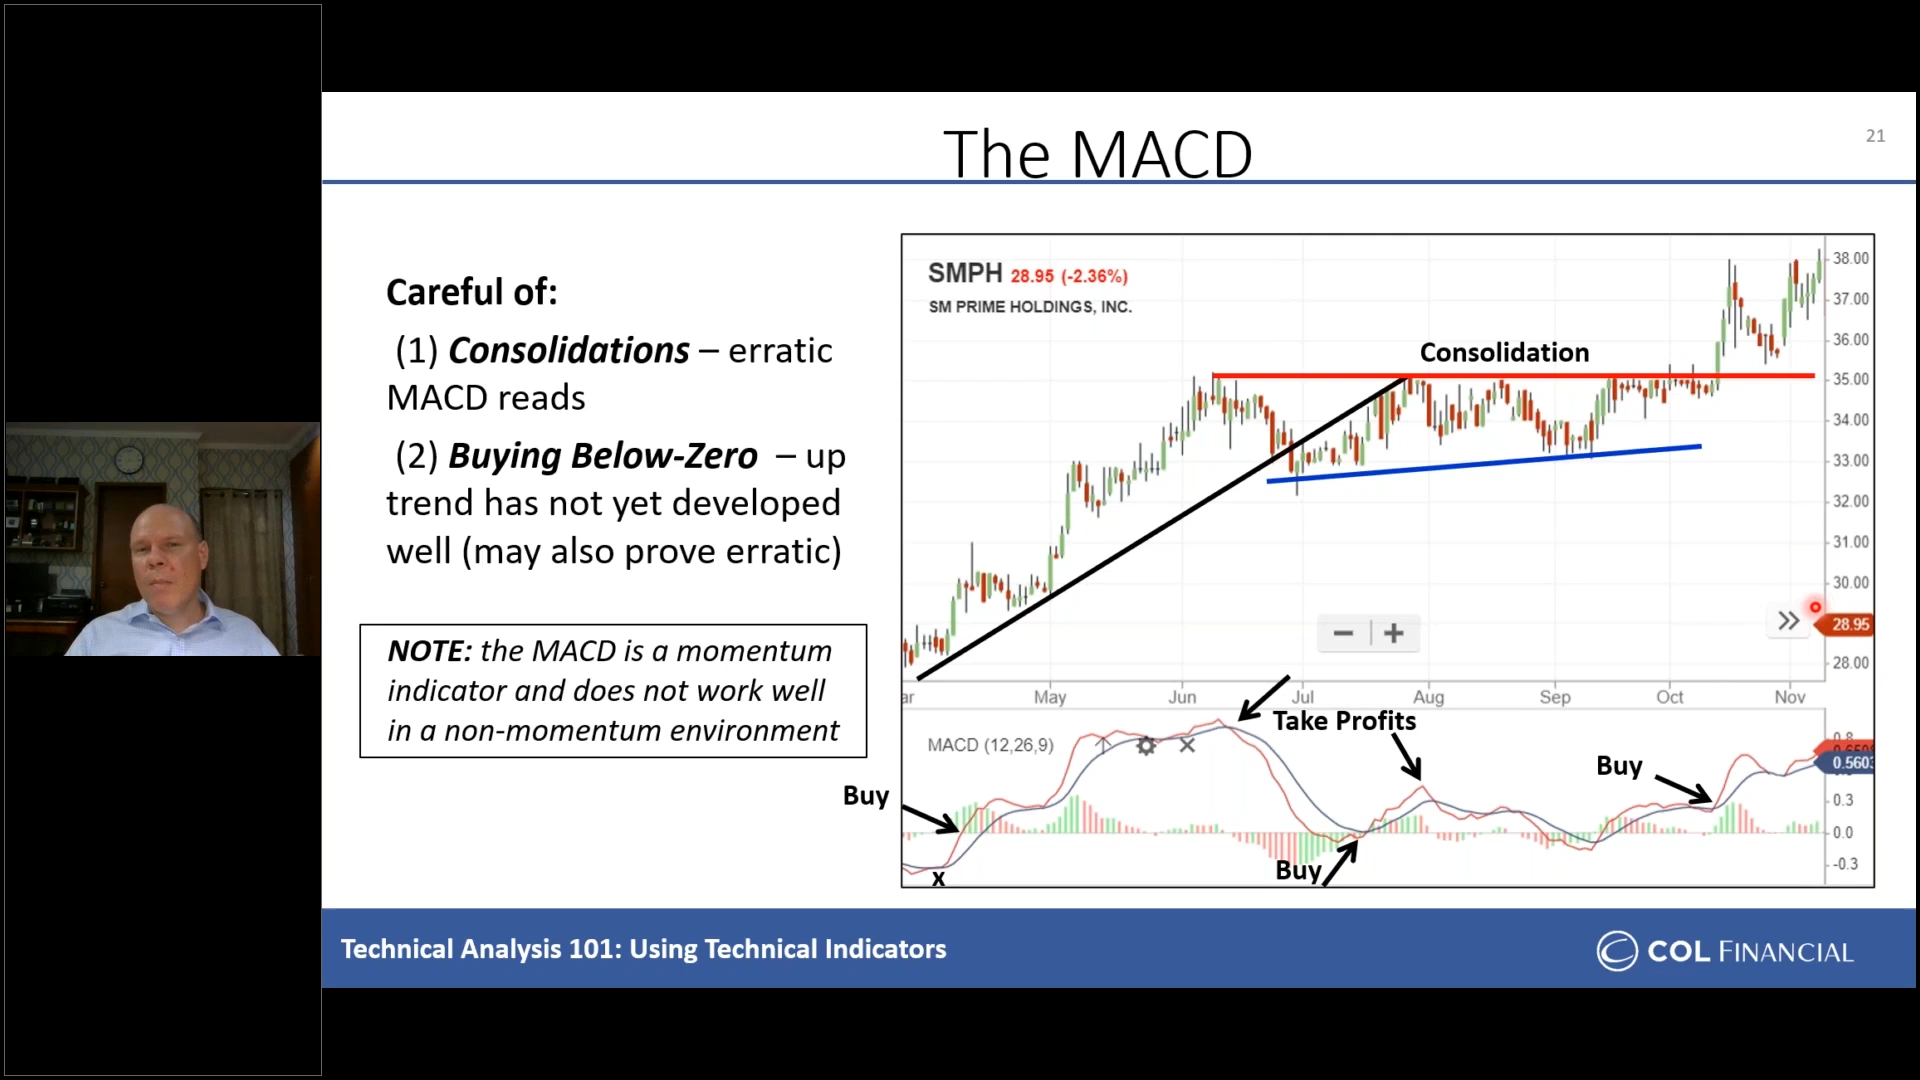 The MACD
21
Careful of:
(1) Consolidations – erratic
MACD reads
(2) Buying Below-Zero – up
trend has not yet developed
well (may also prove erratic)
NOTE: the MACD is a momentum
indicator and does not work well
in a non-momentum environment
SMPH 28.95 (-2.36%)
SM PRIME HOLDINGS, INC.
Consolidation
38.00
37.00
36.00
35.00
34.00
33.00
32.00
31.00
30.00
28.95
28.00
ar May Jun Jul Aug Sep Oct Nov
Take Profits
MACD (12,26,9)
Buy
Buy
Buy
x
0.8
0.560
0.3
0.0
-0.3
Technical Analysis 101: Using Technical Indicators
COL FINANCIAL